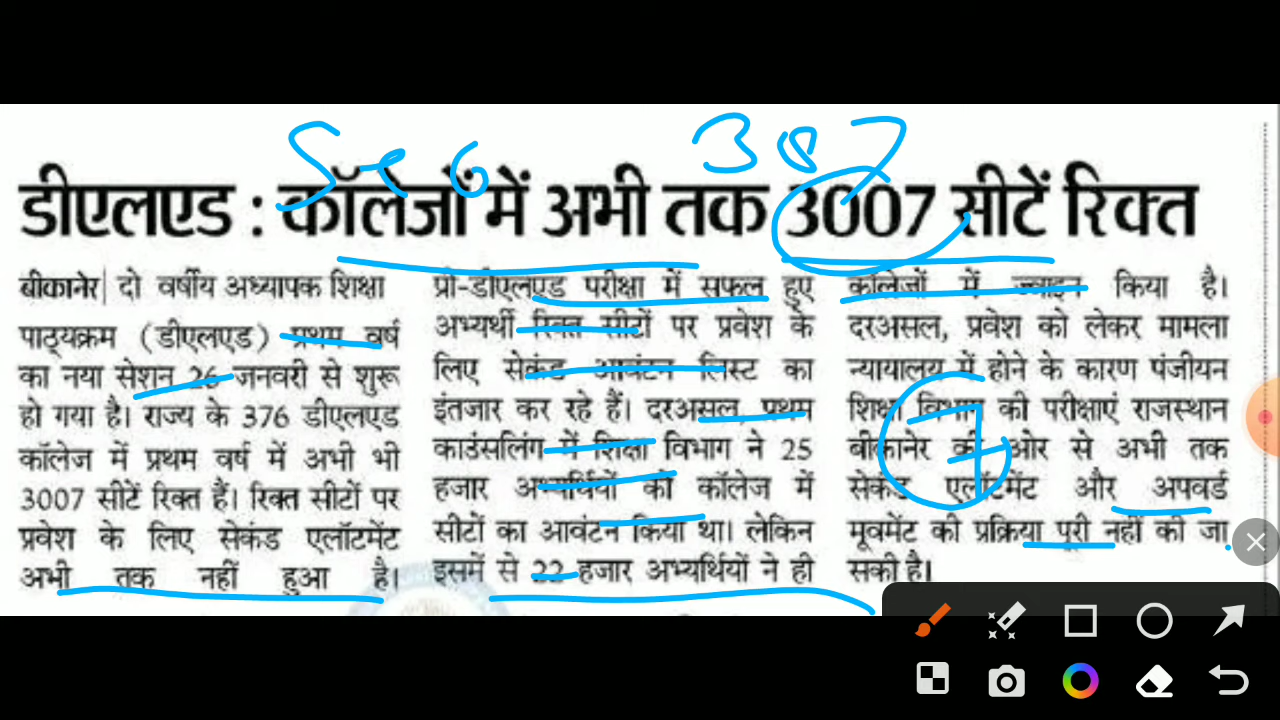 See 387
डीएलएड : कॉलेजों में अभी तक 3007 सीटें रिक्त
बीकानेर| दो वर्षीय अध्यापक शिक्षा
पाठ्यक्रम (डीएलएड) प्रथम वर्ष
का नया सेशन 26 जनवरी से शुरू
हो गया है। राज्य के 376 डीएलएड
कॉलेज में प्रथम वर्ष में अभी भी
3007 सीटें रिक्त हैं। रिक्त सीटों पर
प्रवेश के लिए सेकंड एलॉटमेंट
अभी तक नहीं हुआ है।
प्री-डीएलएड परीक्षा में सफल हुए
अभ्यर्थी रिक्त सीटों पर प्रवेश के
लिए सेकंड आवंटन लिस्ट का
इंतजार कर रहे हैं। दरअसल, प्रथम
काउंसलिंग में शिक्षा विभाग ने 25
हजार अभ्यर्थियों को कॉलेज में
सीटों का आवंटन किया था। लेकिन
इसमें से 22 हजार अभ्यर्थियों ने ही
कॉलेजों में ज्वाइन किया है।
दरअसल, प्रवेश को लेकर मामला
न्यायालय में होने के कारण पंजीयन
शिक्षा विभाग की परीक्षाएं राजस्थान
बीकानेर की ओर से अभी तक
सेकंड एलॉटमेंट और अपवर्ड
मूवमेंट की प्रक्रिया पूरी नहीं की जा
सकी है।